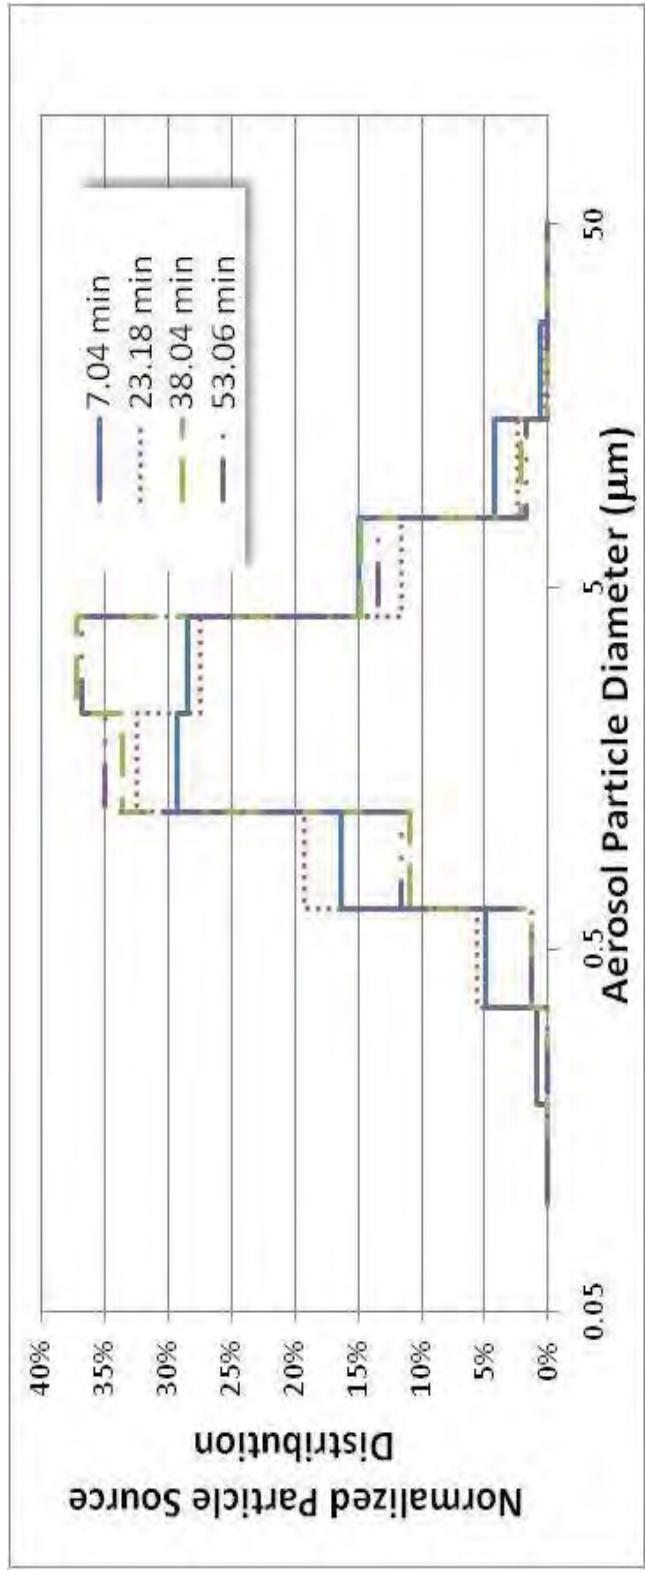 Normalized Particle Source
Distribution
40%
35%
30%
25%
20%
15%
10%
5%
0%
7.04 min
23.18 min
38.04 min
53.06 min
0.05
0.5
5
50
Aerosol Particle Diameter (µm)